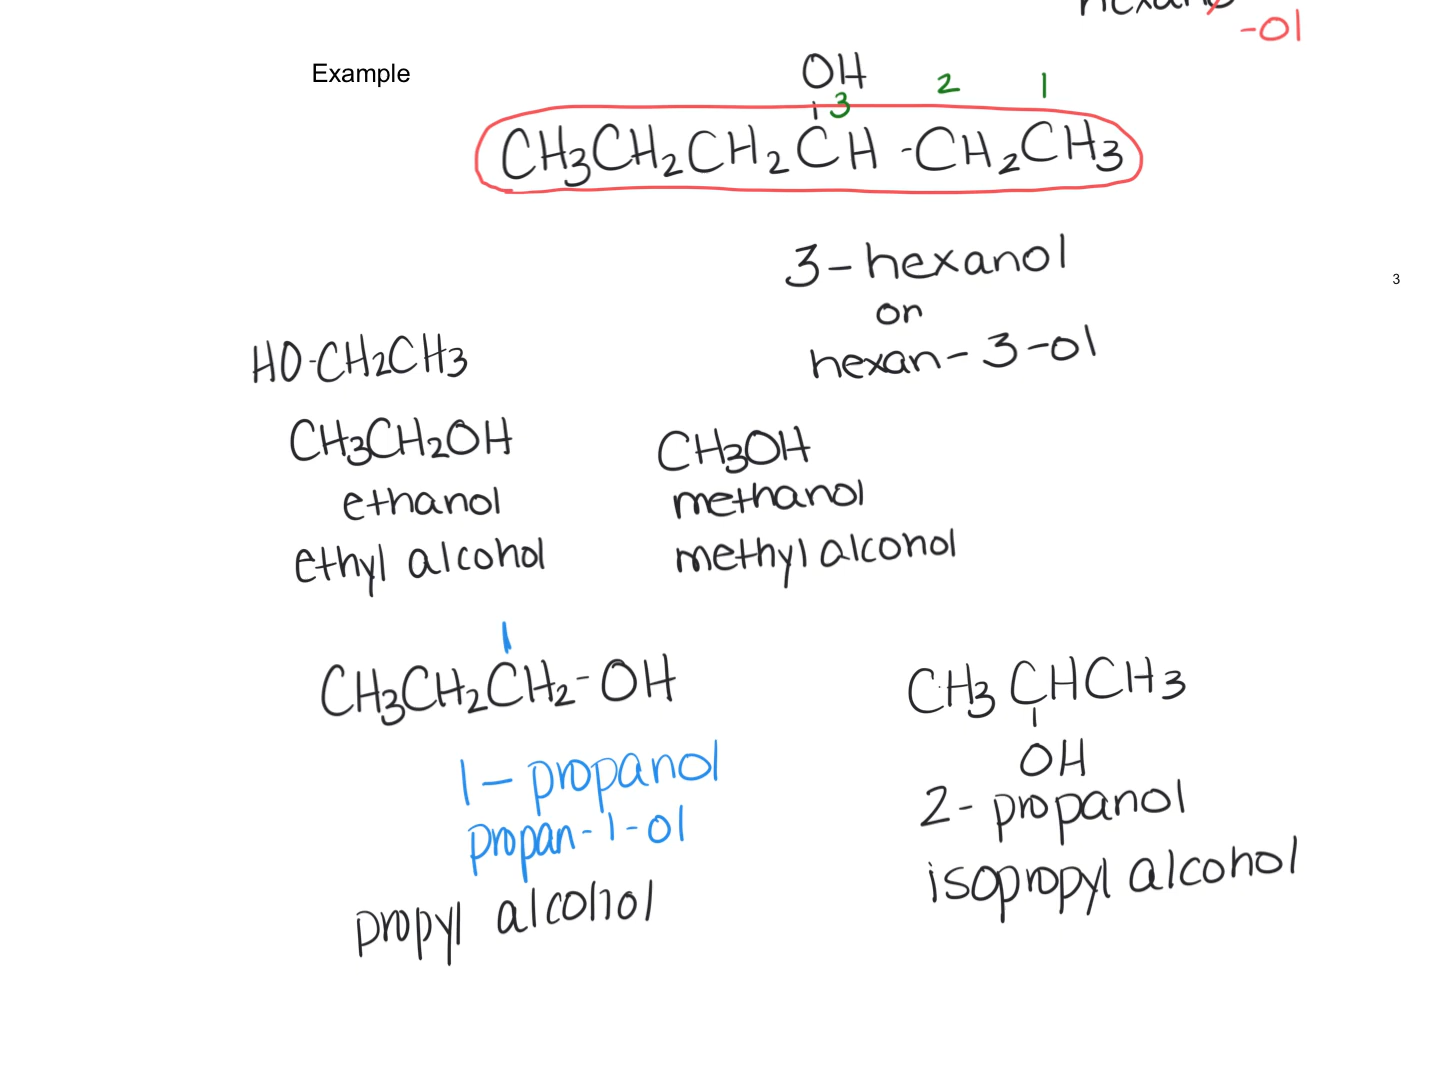 hexane
-ol
Example
OH
3 2 1
CH3CH2CH2CH-CH2CH3
3-hexanol
3
or
hexan-3-ol
HO-CH2CH3
CH3CH2OH
ethanol
ethyl alcohol
CH3OH
methanol
methyl alcohol
1
CH3CH2CH2-OH
1-propanol
propan-1-ol
propyl alcohol
CH3CHCH3
OH
2-propanol
isopropyl alcohol